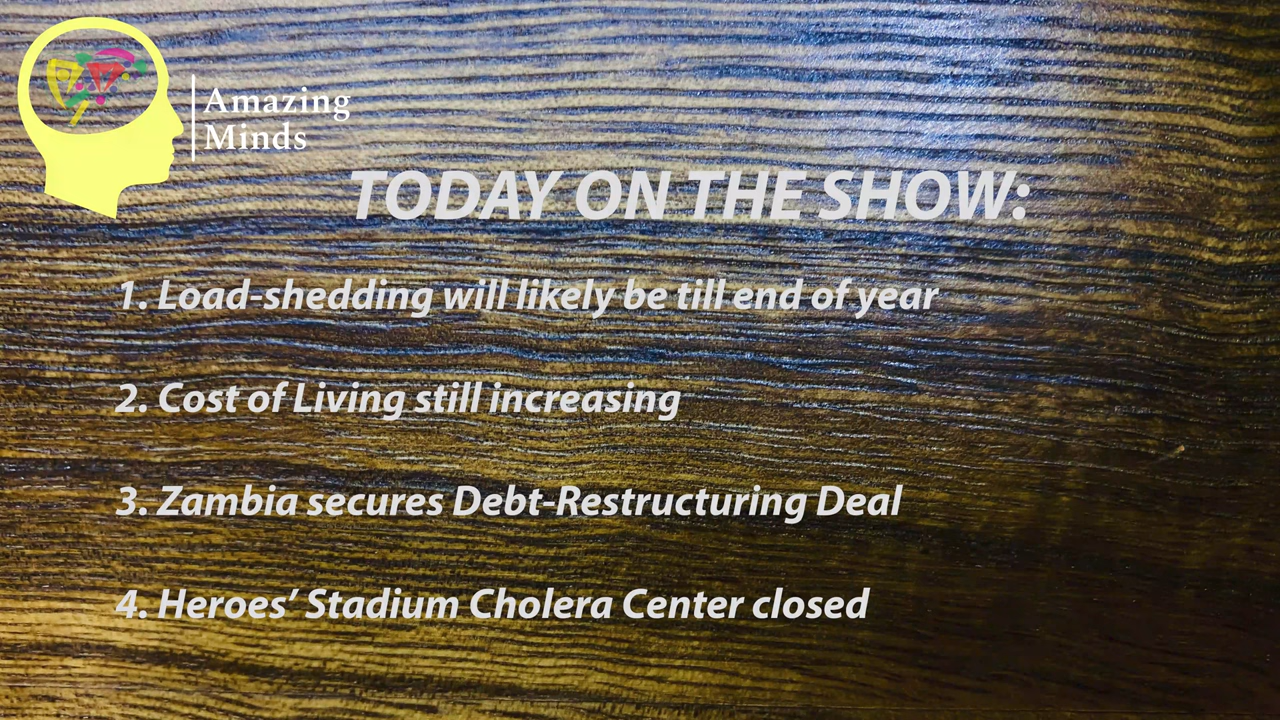 Amazing
Minds
TODAY ON THE SHOW:
1. Load-shedding will likely be till end of year
2. Cost of Living still increasing
3. Zambia secures Debt-Restructuring Deal
4. Heroes’ Stadium Cholera Center closed